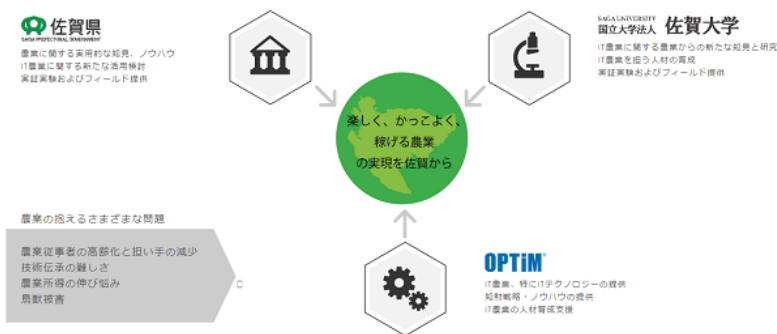 佐賀県
SAGA PREFECTURAL GOVERNMENT
農業に関する実用的な知見、ノウハウ
IT農業に関する新たな活用検討
実証実験およびフィールド提供
SAGA UNIVERSITY
国立大学法人 佐賀大学
IT農業に関する農業からの新たな知見と研究
IT農業を担う人材の育成
実証実験およびフィールド提供
楽しく、かっこよく、
稼げる農業
の実現を佐賀から
農業の抱えるさまざまな問題
農業従事者の高齢化と担い手の減少
技術伝承の難しさ
農業所得の伸び悩み
鳥獣被害
OPTiM
IT農業、特にITテクノロジーの提供
知財戦略・ノウハウの提供
IT農業の人材育成支援